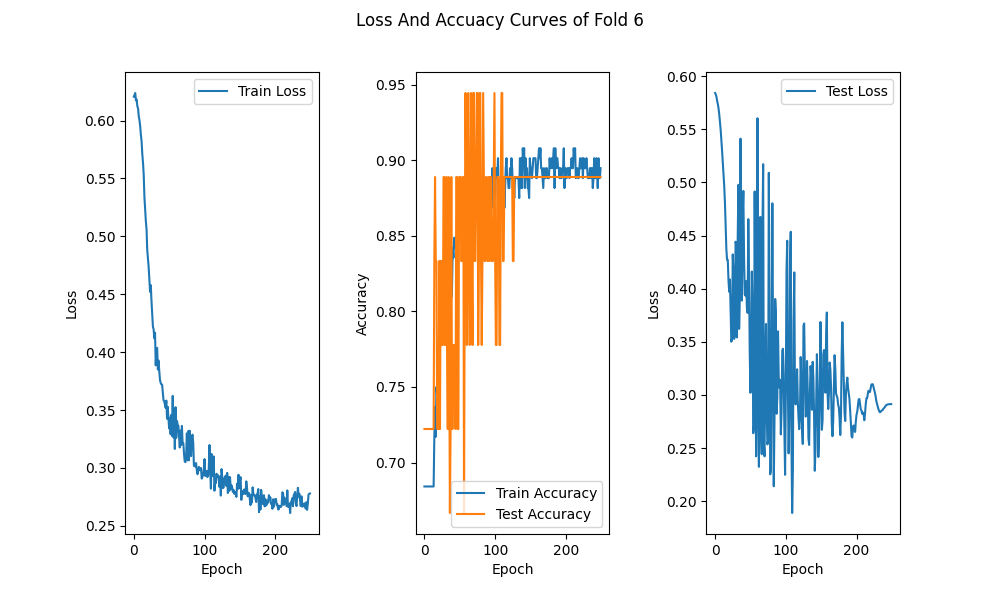 Loss And Accuacy Curves of Fold 6
Train Loss
0.60
0.55
0.50
0.45
0.40
0.35
0.30
0.25
Loss
0
100
200
Epoch
0.95
0.90
0.85
0.80
0.75
0.70
Accuracy
Train Accuracy
Test Accuracy
0
100
200
Epoch
Test Loss
0.60
0.55
0.50
0.45
0.40
0.35
0.30
0.25
0.20
Loss
0
100
200
Epoch